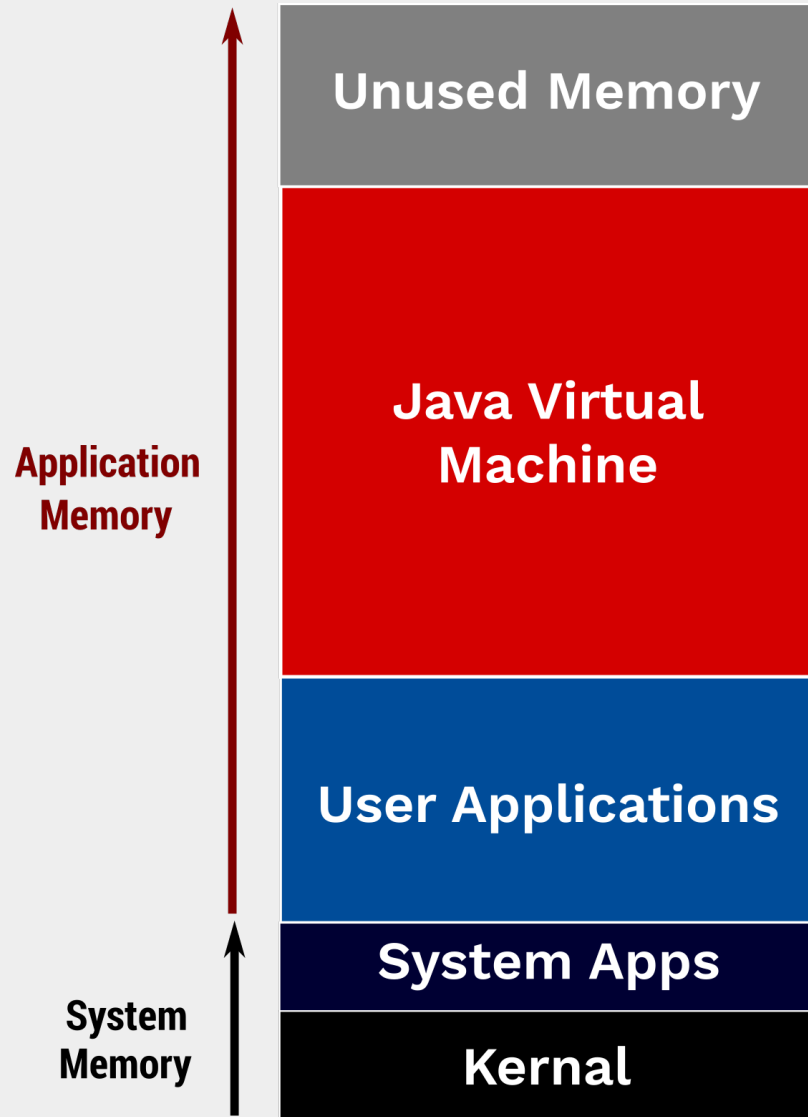 Unused Memory
Java Virtual
Machine
Application
Memory
User Applications
System Apps
System
Memory
Kernal